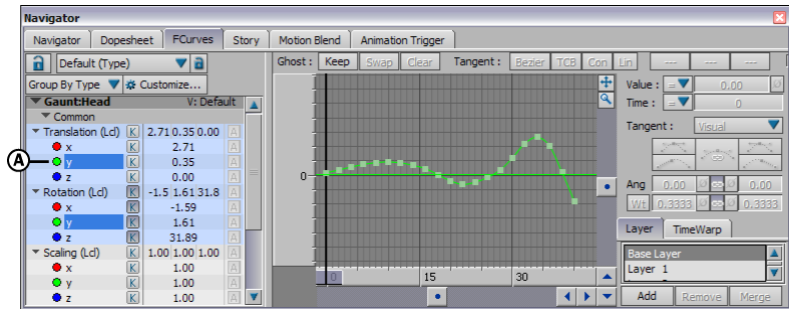 Navigator
Navigator Dopesheet FCurves Story Motion Blend Animation Trigger
Default (Type) Ghost : Keep Swap Clear Tangent : Bezier TCB Con Lin --- --- ---
Group By Type Customize... Value : = 0.00
Gaunt:Head V: Default Time : = 0
Common
Translation (Lcl) K 2.71 0.35 0.00 A Tangent : Visual
x K 2.71 A
A y K 0.35 A
z K 0.00 A 0
Rotation (Lcl) K -1.5 1.61 31.8 A Ang 0.00 0.00
x K -1.59 A Wt 0.3333 0.3333
y K 1.61 A
z K 31.89 A Layer TimeWarp
Scaling (Lcl) K 1.00 1.00 1.00 A Base Layer
x K 1.00 A 0 15 30 Layer 1
y K 1.00 A
z K 1.00 A Add Remove Merge